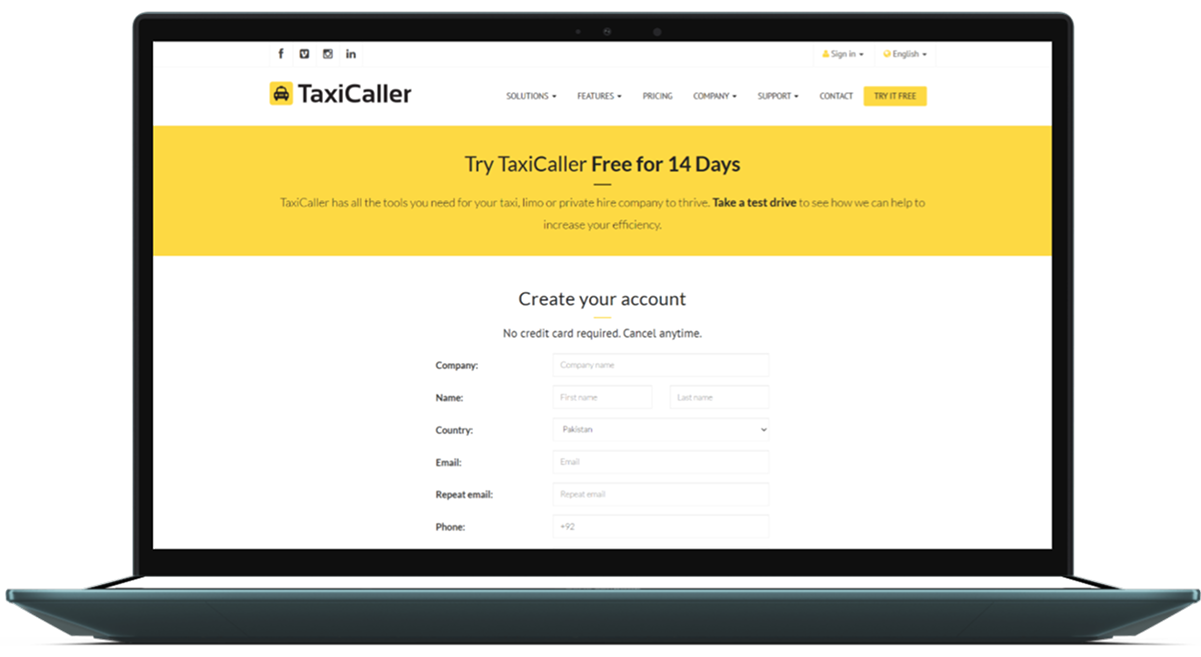 Sign in
English
TaxiCaller
SOLUTIONS FEATURES PRICING COMPANY SUPPORT CONTACT TRY IT FREE
Try TaxiCaller Free for 14 Days
TaxiCaller has all the tools you need for your taxi, limo or private hire company to thrive. Take a test drive to see how we can help to
increase your efficiency.
Create your account
No credit card required. Cancel anytime.
Company: Company name
Name: First name Last name
Country: Pakistan
Email: Email
Repeat email: Repeat email
Phone: +92